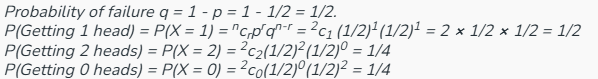 Probability of failure q = 1 - p = 1 - 1/2 = 1/2.
P(Getting 1 head) = P(X = 1) = ⁿcᵣpʳqⁿ⁻ʳ = ²c₁ (1/2)¹(1/2)¹ = 2 × 1/2 × 1/2 = 1/2
P(Getting 2 heads) = P(X = 2) = ²c₂(1/2)²(1/2)⁰ = 1/4
P(Getting 0 heads) = P(X = 0) = ²c₀(1/2)⁰(1/2)² = 1/4